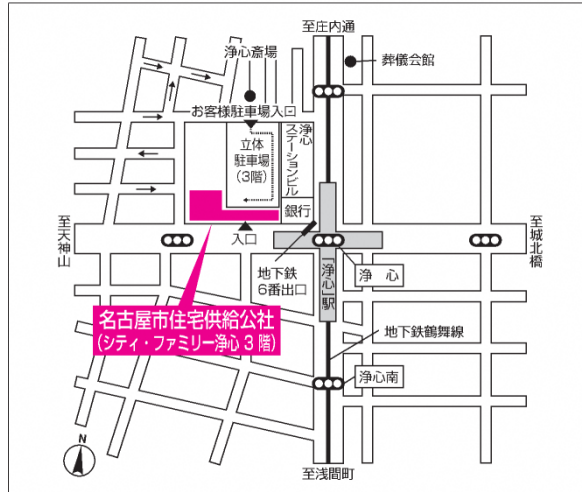 至庄内通
浄心斎場
葬儀会館
お客様駐車場入口
立体
駐車場
(3階)
浄心
ステーションビル
銀行
入口
至天神山
至城北橋
地下鉄
6番出口
「浄心」駅
浄心
名古屋市住宅供給公社
(シティ・ファミリー浄心 3 階)
地下鉄鶴舞線
浄心南
N
至浅間町